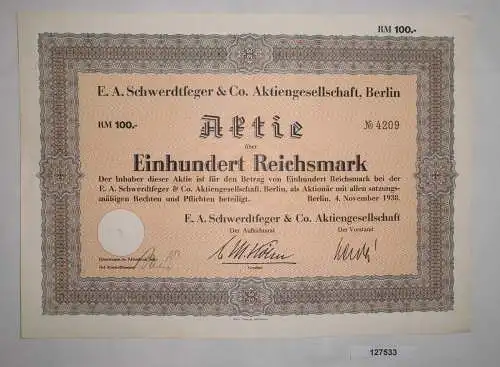 RM 100.-
E. A. Schwerdtfeger & Co. Aktiengesellschaft, Berlin
RM 100.- Aktie № 4209
über
Einhundert Reichsmark
Der Inhaber dieser Aktie ist für den Betrag von Einhundert Reichsmark bei der
E. A. Schwerdtfeger & Co. Aktiengesellschaft, Berlin, als Aktionär mit allen satzungs-
mäßigen Rechten und Pflichten beteiligt. Berlin, 4. November 1938.
E. A. Schwerdtfeger & Co. Aktiengesellschaft
Der Aufsichtsrat Der Vorstand
Vorsitzer
127533